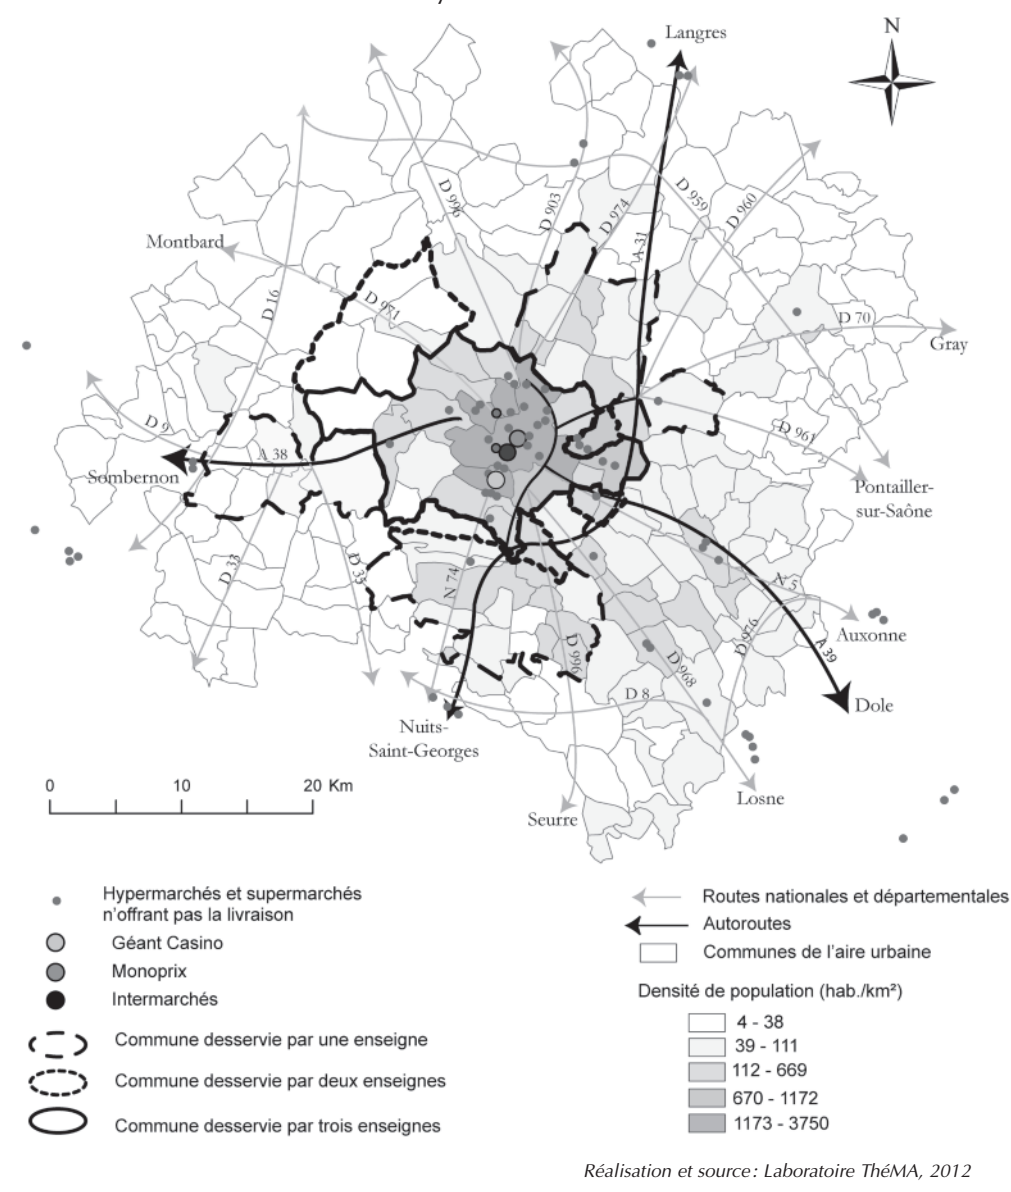 Langres
N
D 996
D 903
D 974
D 959
D 960
A 31
Montbard
D 16
D 971
D 70
Gray
D 9
A 38
D 961
Sombernon
Pontailler-
sur-Saône
D 33
D 35
N 74
N 5
D 976
Auxonne
A 39
D 966
D 968
D 8
Dole
Nuits-
Saint-Georges
Losne
Seurre
0 10 20 Km
Hypermarchés et supermarchés
n'offrant pas la livraison
Géant Casino
Monoprix
Intermarchés
Commune desservie par une enseigne
Commune desservie par deux enseignes
Commune desservie par trois enseignes
Routes nationales et départementales
Autoroutes
Communes de l'aire urbaine
Densité de population (hab./km²)
4 - 38
39 - 111
112 - 669
670 - 1172
1173 - 3750
Réalisation et source : Laboratoire ThéMA, 2012